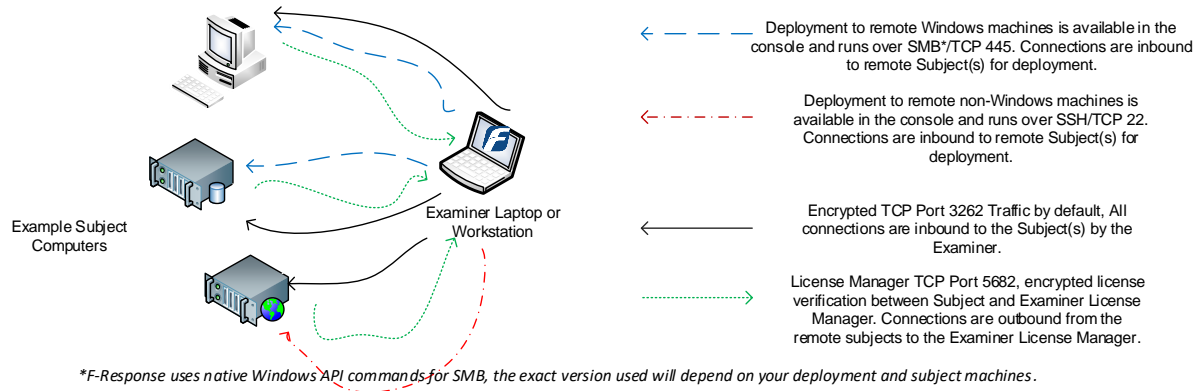 Deployment to remote Windows machines is available in the
console and runs over SMB*/TCP 445. Connections are inbound
to remote Subject(s) for deployment.
Deployment to remote non-Windows machines is
available in the console and runs over SSH/TCP 22.
Connections are inbound to remote Subject(s) for
deployment.
Example Subject
Computers
Examiner Laptop or
Workstation
Encrypted TCP Port 3262 Traffic by default, All
connections are inbound to the Subject(s) by the
Examiner.
License Manager TCP Port 5682, encrypted license
verification between Subject and Examiner License
Manager. Connections are outbound from the
remote subjects to the Examiner License Manager.
*F-Response uses native Windows API commands for SMB, the exact version used will depend on your deployment and subject machines.